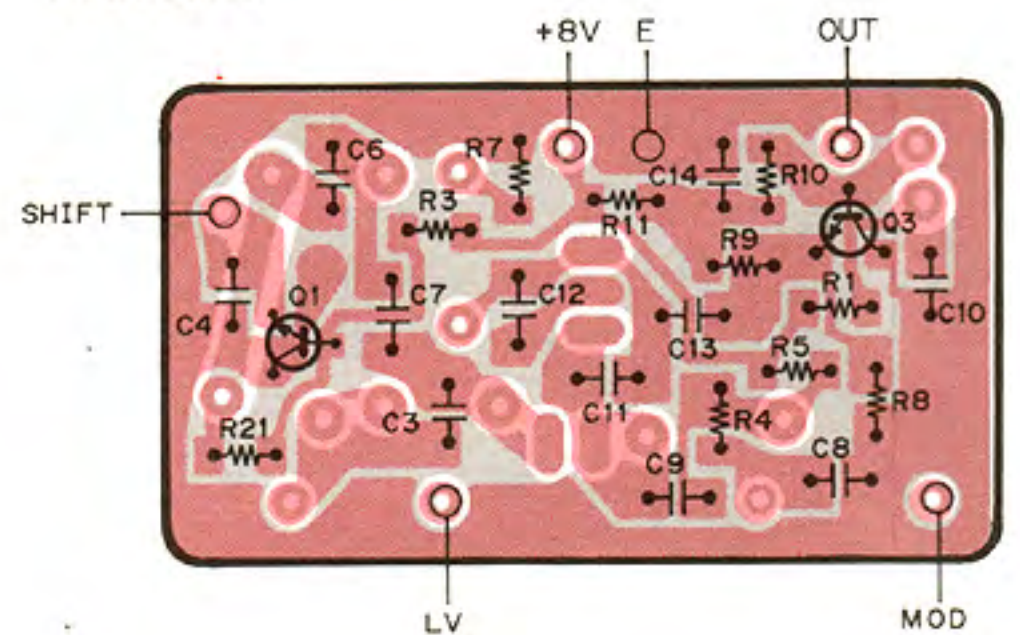 +8V E OUT
C6 R7 C14 R10
SHIFT R3 R11 Q3
R9
C4 Q1 C7 C12 R1 C10
C13 R5
C3 C11 R4 R8
R21 C9 C8
LV MOD